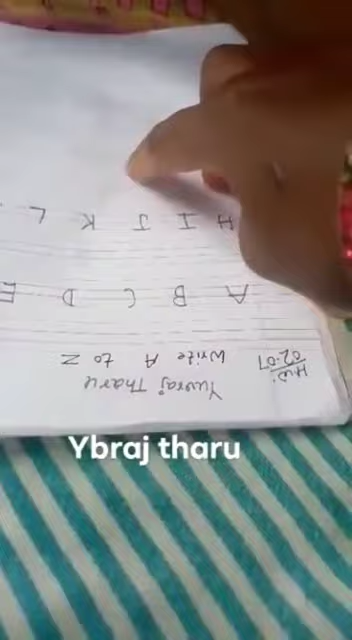 H.W.
02-07
Yuvraj Tharu
Write A to Z
A B C D E
H I J K L
Ybraj tharu